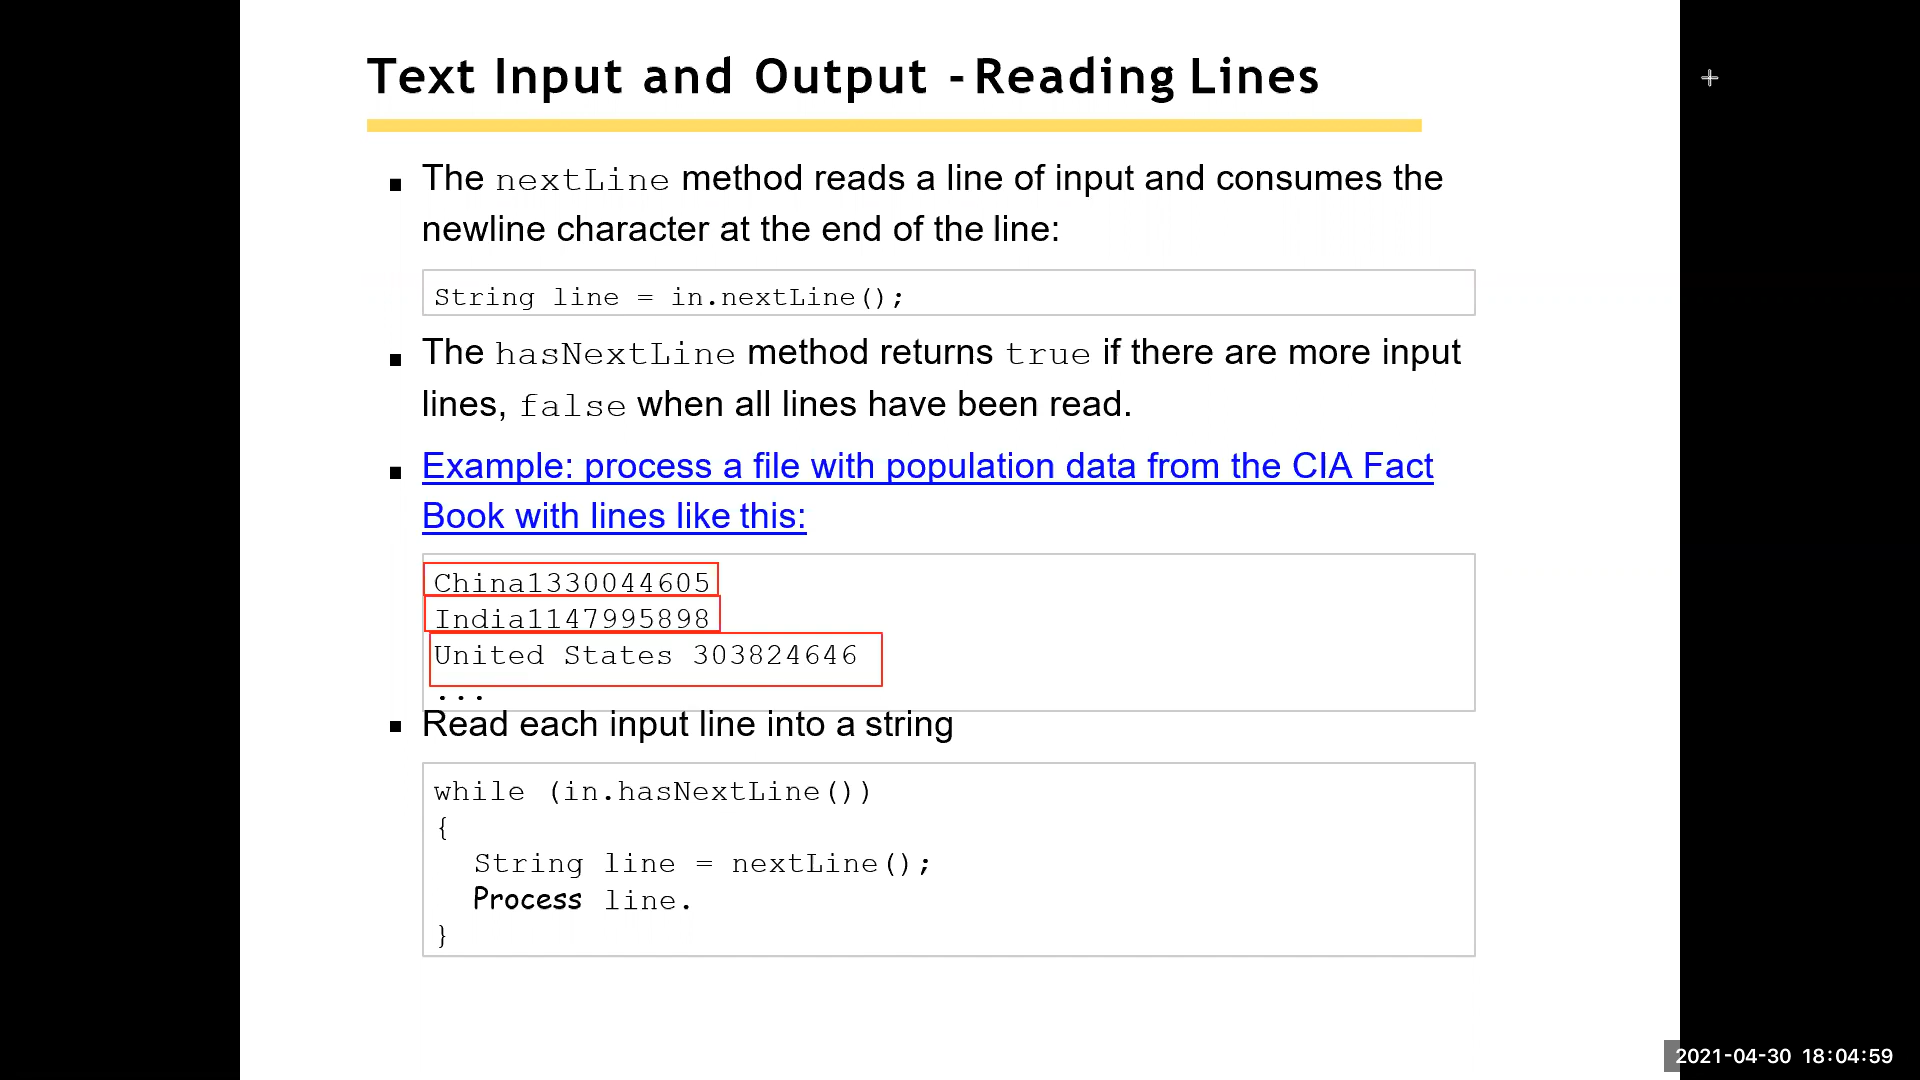 Text Input and Output - Reading Lines
The nextLine method reads a line of input and consumes the
newline character at the end of the line:
String line = in.nextLine();
The hasNextLine method returns true if there are more input
lines, false when all lines have been read.
Example: process a file with population data from the CIA Fact
Book with lines like this:
China1330044605
India1147995898
United States 303824646
...
Read each input line into a string
while (in.hasNextLine())
{
String line = nextLine();
Process line.
}
2021-04-30 18:04:59